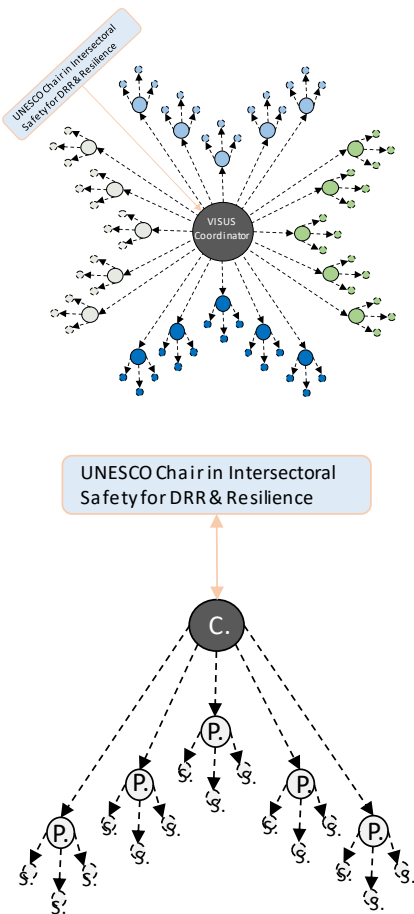 UNESCO Chair in Intersectoral
Safety for DRR & Resilience
VISUS
Coordinator
UNESCO Chair in Intersectoral
Safety for DRR & Resilience
C.
P.
S.
S.
S.
P.
S.
S.
S.
P.
S.
S.
S.
P.
S.
S.
S.
P.
S.
S.
S.